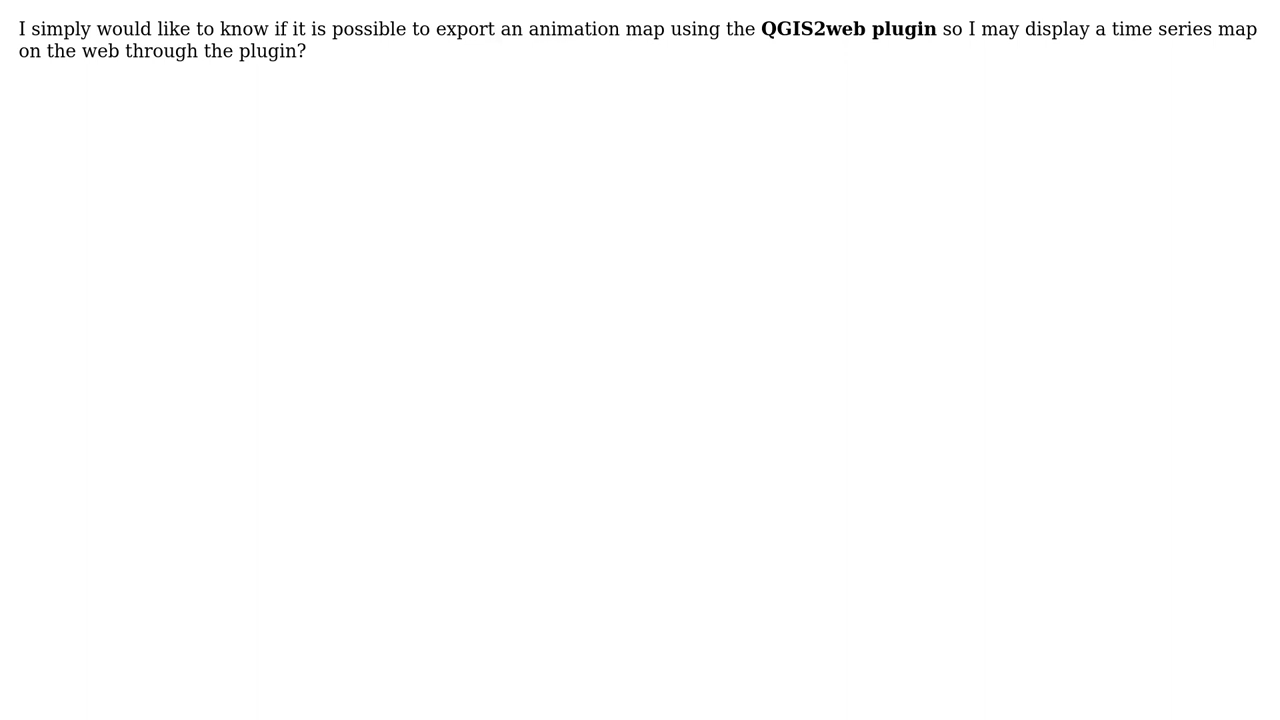 I simply would like to know if it is possible to export an animation map using the QGIS2web plugin so I may display a time series map
on the web through the plugin?